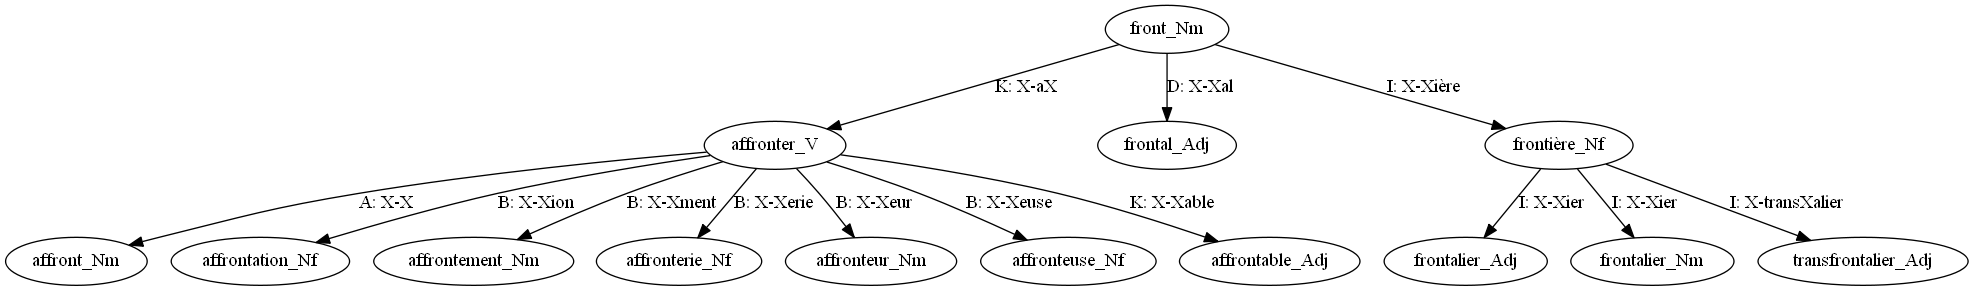 front_Nm
K: X-aX
D: X-Xal
I: X-Xière
affronter_V
frontal_Adj
frontière_Nf
A: X-X
B: X-Xion
B: X-Xment
B: X-Xerie
B: X-Xeur
B: X-Xeuse
K: X-Xable
I: X-Xier
I: X-Xier
I: X-transXalier
affront_Nm
affrontation_Nf
affrontement_Nm
affronterie_Nf
affronteur_Nm
affronteuse_Nf
affrontable_Adj
frontalier_Adj
frontalier_Nm
transfrontalier_Adj